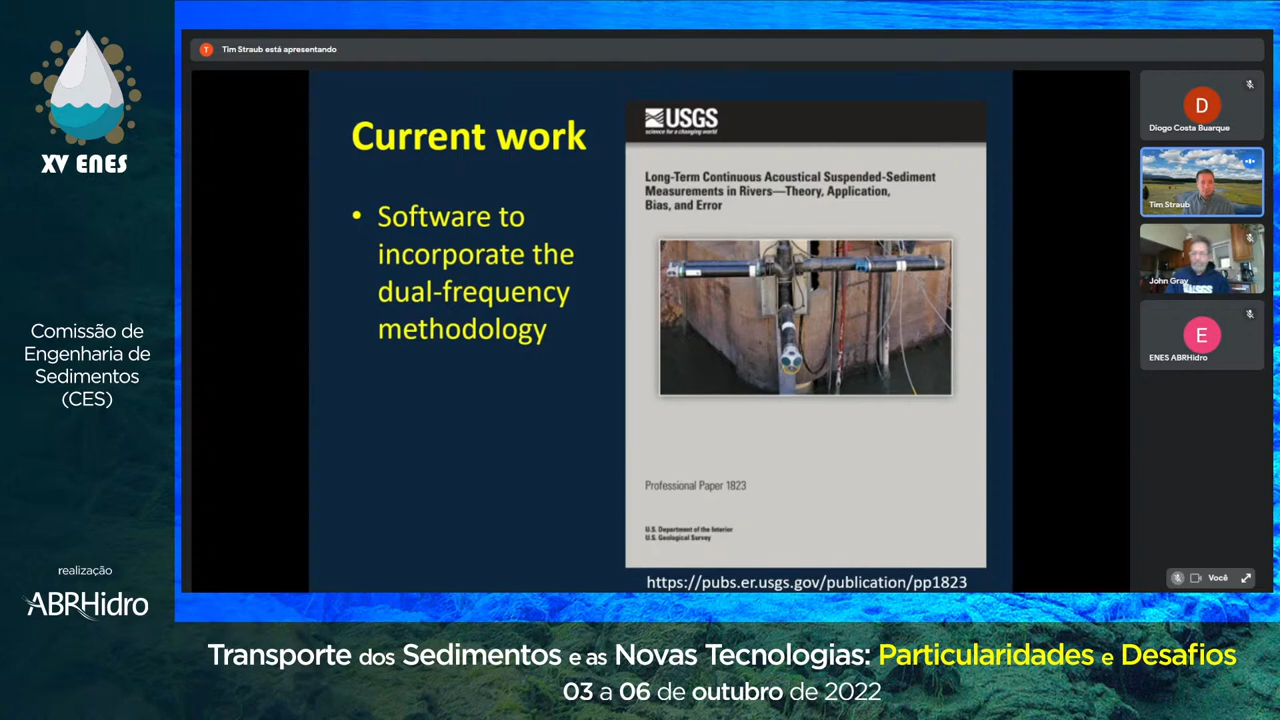 XV ENES
Comissão de
Engenharia de
Sedimentos
(CES)
realização
ABRHidro
T
Tim Straub está apresentando
Current work
• Software to
incorporate the
dual-frequency
methodology
USGS
science for a changing world
Long-Term Continuous Acoustical Suspended-Sediment
Measurements in Rivers—Theory, Application,
Bias, and Error
Professional Paper 1823
U.S. Department of the Interior
U.S. Geological Survey
https://pubs.er.usgs.gov/publication/pp1823
D
Diogo Costa Buarque
Tim Straub
John Gray
USGS
E
ENES ABRHidro
Você
Transporte dos Sedimentos e as Novas Tecnologias: Particularidades e Desafios
03 a 06 de outubro de 2022